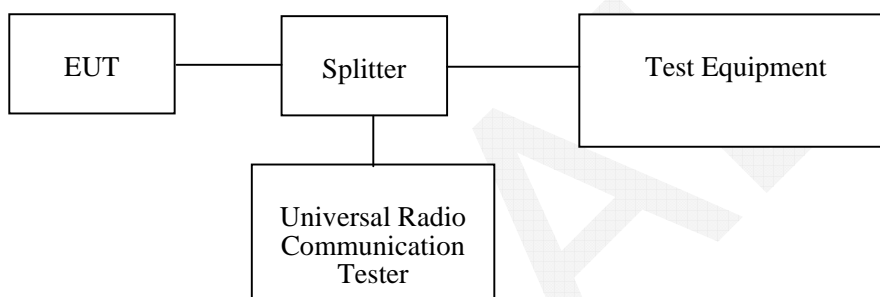 EUT
Splitter
Test Equipment
Universal Radio
Communication
Tester